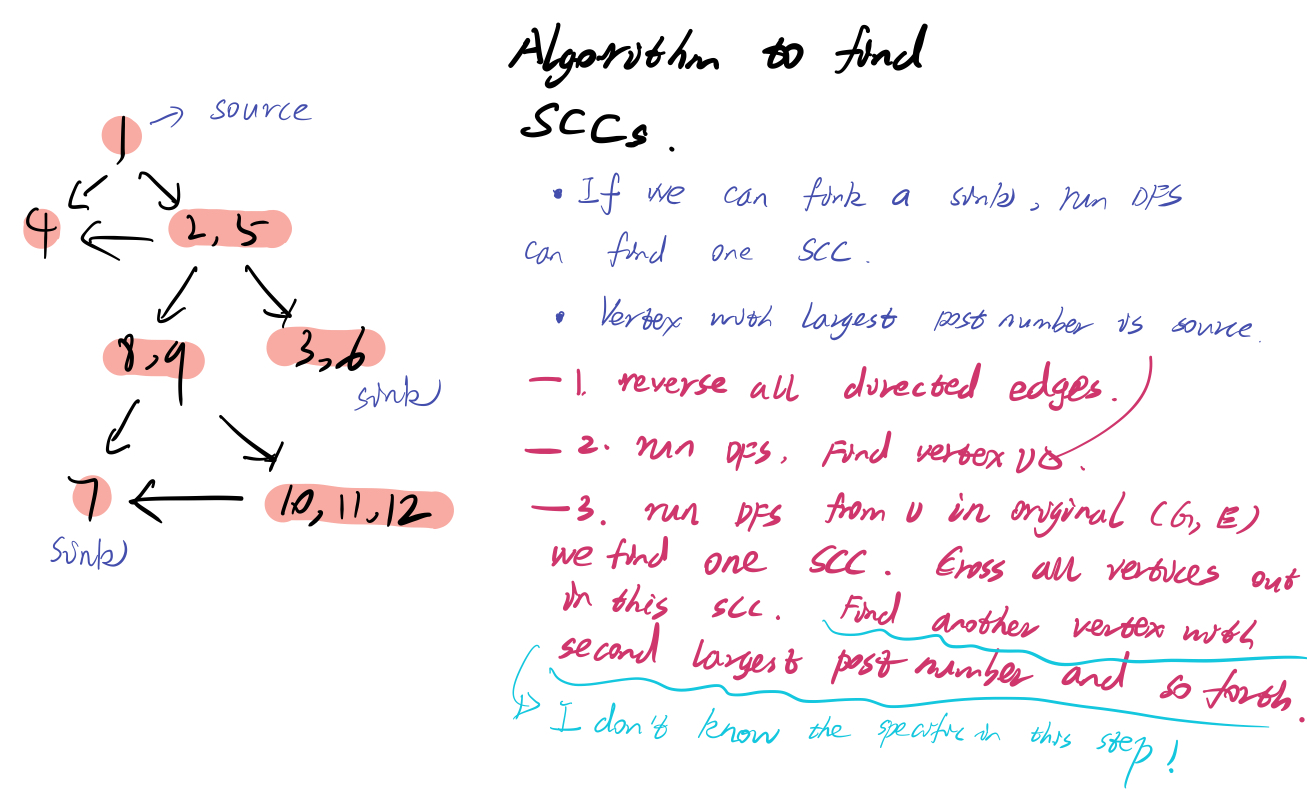 Algorithm to find
SCCs.
1 → source
4
2, 5
8, 9
3, 6
sink
7
10, 11, 12
sink
• If we can fink a sink, run DFS
can find one SCC.
• Vertex with largest post number is source.
— 1. reverse all directed edges.
— 2. run DFS. Find vertex U
— 3. run DFS from U in original (G, E)
we find one SCC. Cross all vertices out
in this SCC. Find another vertex with
second largest post number and so forth.
I don't know the specific in this step!